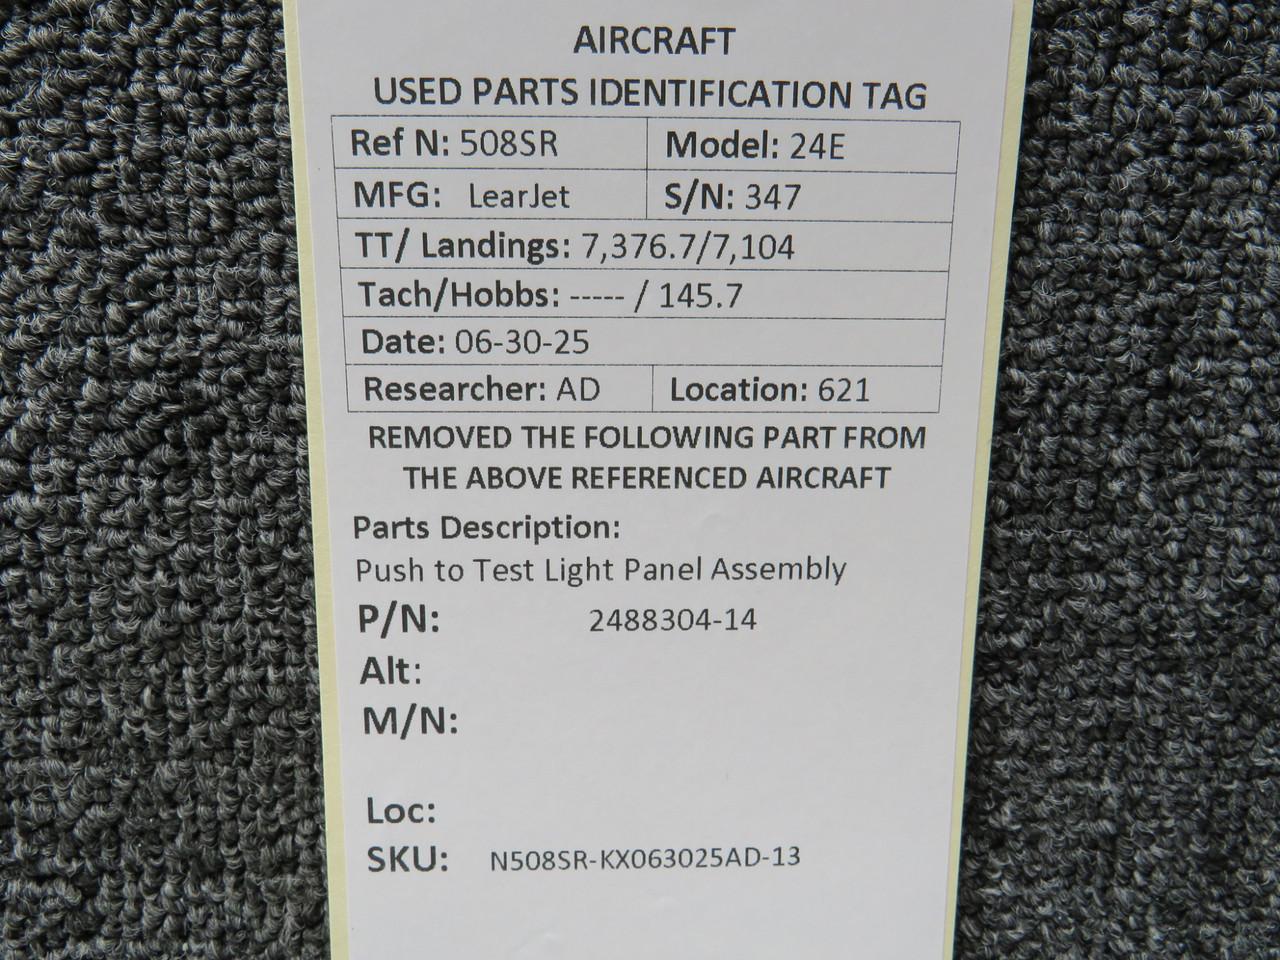 AIRCRAFT
USED PARTS IDENTIFICATION TAG
Ref N: 508SR Model: 24E
MFG: LearJet S/N: 347
TT/ Landings: 7,376.7/7,104
Tach/Hobbs: ----- / 145.7
Date: 06-30-25
Researcher: AD Location: 621
REMOVED THE FOLLOWING PART FROM
THE ABOVE REFERENCED AIRCRAFT
Parts Description:
Push to Test Light Panel Assembly
P/N: 2488304-14
Alt:
M/N:
Loc:
SKU: N508SR-KX063025AD-13